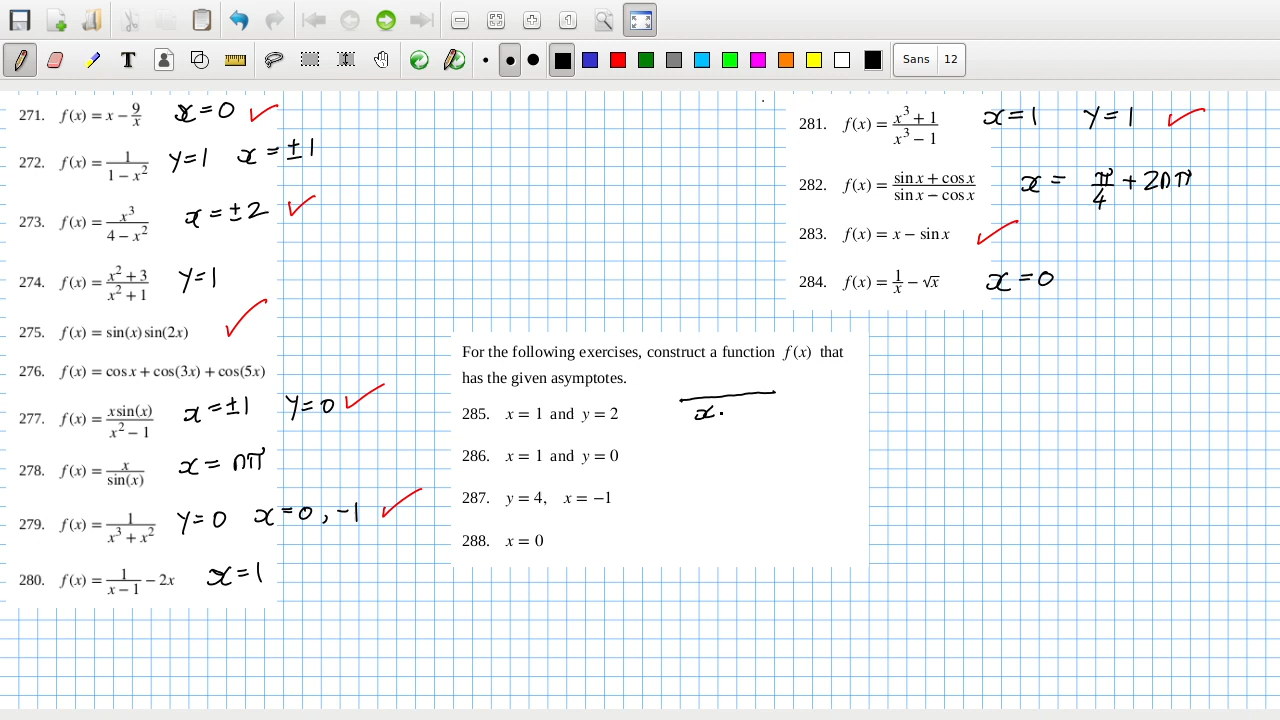 Sans 12
271. f(x) = x − 9/x x = 0
272. f(x) = 1/(1 − x²) y=1 x = ±1
273. f(x) = x³/(4 − x²) x = ±2
274. f(x) = (x² + 3)/(x² + 1) y=1
275. f(x) = sin(x) sin(2x)
276. f(x) = cos x + cos(3x) + cos(5x)
277. f(x) = x sin(x)/(x² − 1) x = ±1 y=0
278. f(x) = x/sin(x) x = nπ
279. f(x) = 1/(x³ + x²) y=0 x=0, -1
280. f(x) = 1/(x − 1) − 2x x=1
For the following exercises, construct a function f(x) that
has the given asymptotes.
285. x = 1 and y = 2 x
286. x = 1 and y = 0
287. y = 4, x = −1
288. x = 0
281. f(x) = (x³ + 1)/(x³ − 1) x=1 y=1
282. f(x) = (sin x + cos x)/(sin x − cos x) x = π/4 + 2nπ
283. f(x) = x − sin x
284. f(x) = 1/x − √x x = 0